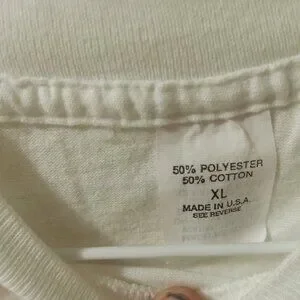 50% POLYESTER
50% COTTON
XL
MADE IN U.S.A.
SEE REVERSE